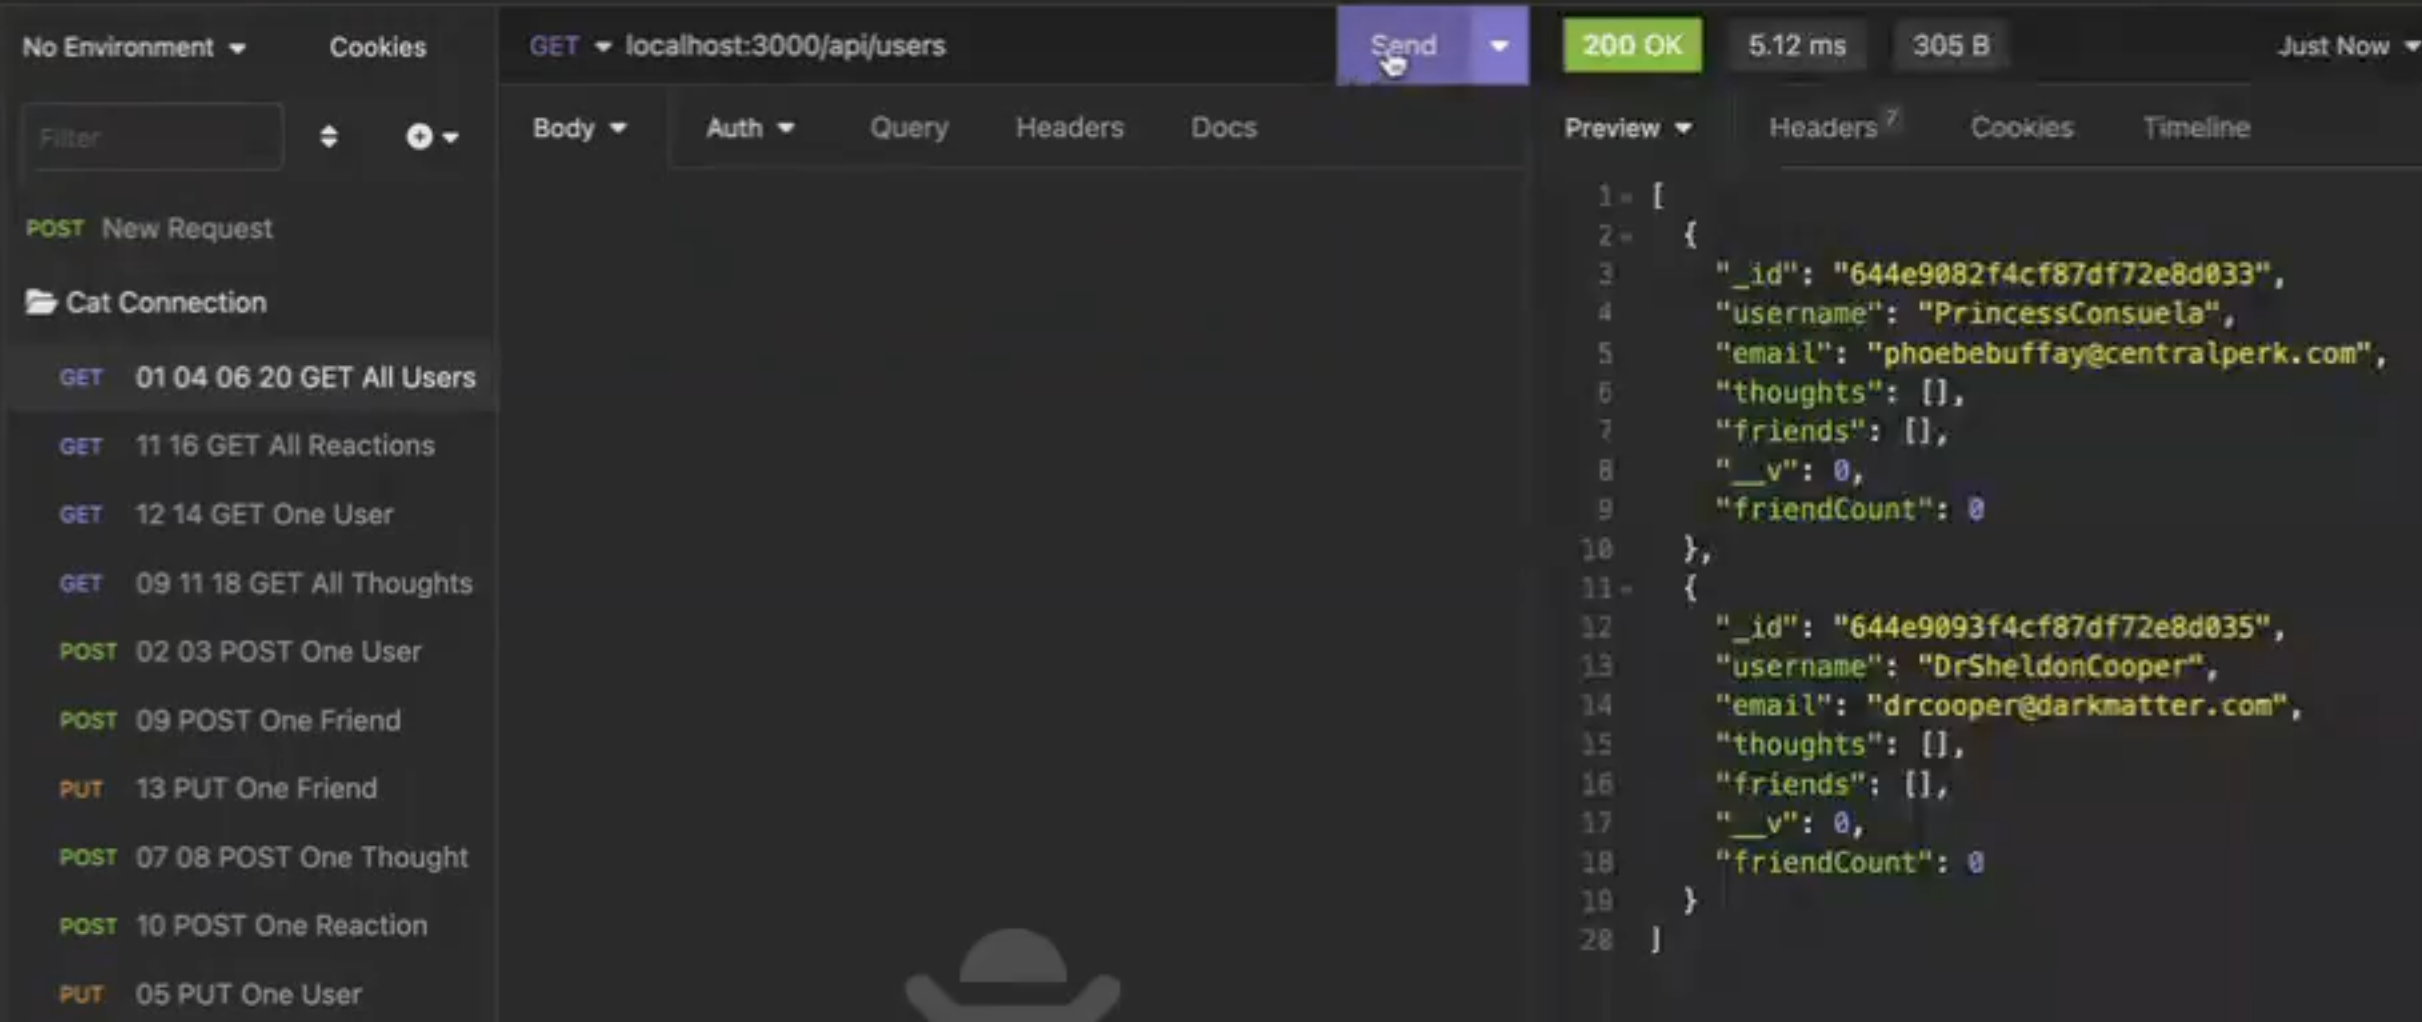 No Environment
Cookies
GET localhost:3000/api/users
Send
200 OK
5.12 ms
305 B
Just Now
Filter
Body
Auth
Query
Headers
Docs
Preview
Headers 7
Cookies
Timeline
POST New Request
Cat Connection
GET 01 04 06 20 GET All Users
GET 11 16 GET All Reactions
GET 12 14 GET One User
GET 09 11 18 GET All Thoughts
POST 02 03 POST One User
POST 09 POST One Friend
PUT 13 PUT One Friend
POST 07 08 POST One Thought
POST 10 POST One Reaction
PUT 05 PUT One User
1 [
2 {
3 "_id": "644e9082f4cf87df72e8d033",
4 "username": "PrincessConsuela",
5 "email": "phoebebuffay@centralperk.com",
6 "thoughts": [],
7 "friends": [],
8 "__v": 0,
9 "friendCount": 0
10 },
11 {
12 "_id": "644e9093f4cf87df72e8d035",
13 "username": "DrSheldonCooper",
14 "email": "drcooper@darkmatter.com",
15 "thoughts": [],
16 "friends": [],
17 "__v": 0,
18 "friendCount": 0
19 }
20 ]